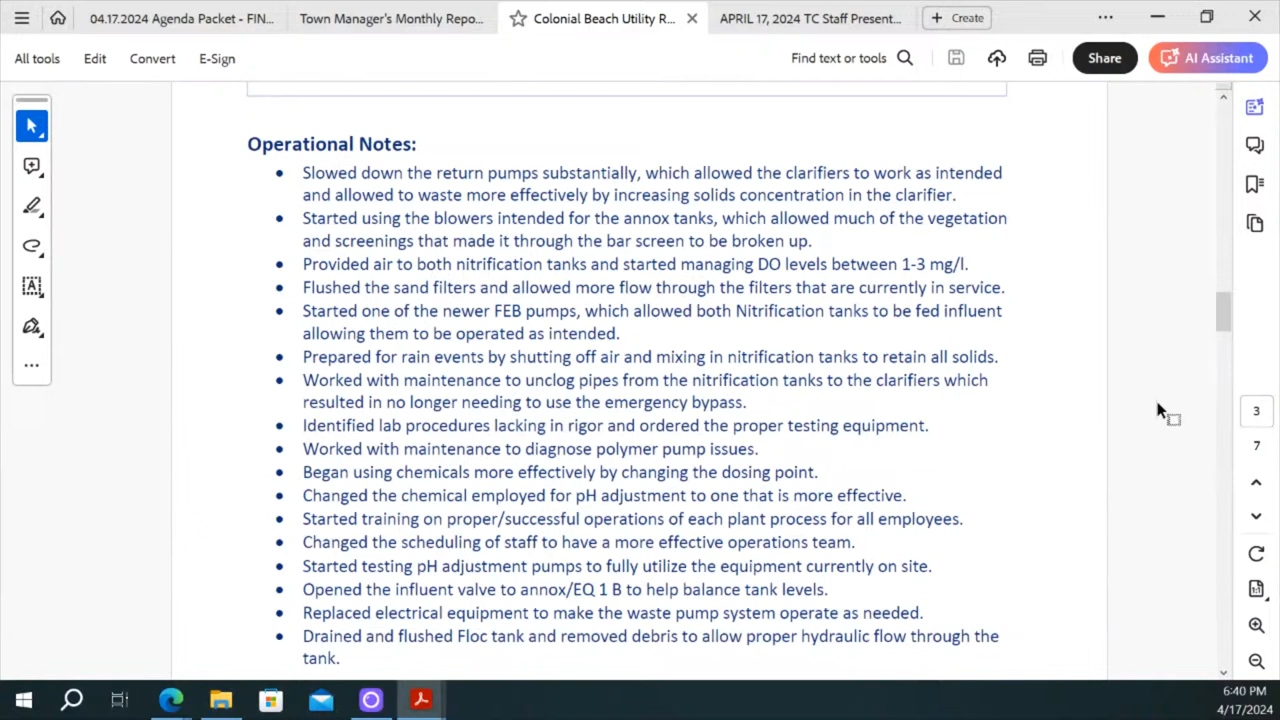 04.17.2024 Agenda Packet - FIN...
Town Manager's Monthly Repo...
Colonial Beach Utility R...
APRIL 17, 2024 TC Staff Present...
Create
All tools
Edit
Convert
E-Sign
Find text or tools
Share
AI Assistant
Operational Notes:
• Slowed down the return pumps substantially, which allowed the clarifiers to work as intended
and allowed to waste more effectively by increasing solids concentration in the clarifier.
• Started using the blowers intended for the annox tanks, which allowed much of the vegetation
and screenings that made it through the bar screen to be broken up.
• Provided air to both nitrification tanks and started managing DO levels between 1-3 mg/l.
• Flushed the sand filters and allowed more flow through the filters that are currently in service.
• Started one of the newer FEB pumps, which allowed both Nitrification tanks to be fed influent
allowing them to be operated as intended.
• Prepared for rain events by shutting off air and mixing in nitrification tanks to retain all solids.
• Worked with maintenance to unclog pipes from the nitrification tanks to the clarifiers which
resulted in no longer needing to use the emergency bypass.
• Identified lab procedures lacking in rigor and ordered the proper testing equipment.
• Worked with maintenance to diagnose polymer pump issues.
• Began using chemicals more effectively by changing the dosing point.
• Changed the chemical employed for pH adjustment to one that is more effective.
• Started training on proper/successful operations of each plant process for all employees.
• Changed the scheduling of staff to have a more effective operations team.
• Started testing pH adjustment pumps to fully utilize the equipment currently on site.
• Opened the influent valve to annox/EQ 1 B to help balance tank levels.
• Replaced electrical equipment to make the waste pump system operate as needed.
• Drained and flushed Floc tank and removed debris to allow proper hydraulic flow through the
tank.
3
7
6:40 PM
4/17/2024